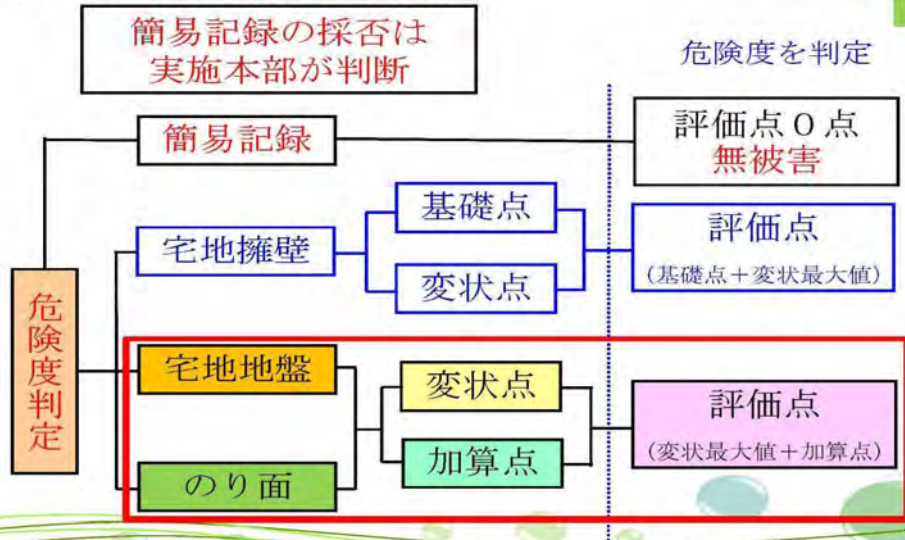 簡易記録の採否は
実施本部が判断
危険度を判定
簡易記録
評価点０点
無被害
宅地擁壁
基礎点
変状点
評価点
(基礎点＋変状最大値)
危険度判定
宅地地盤
のり面
変状点
加算点
評価点
(変状最大値＋加算点)